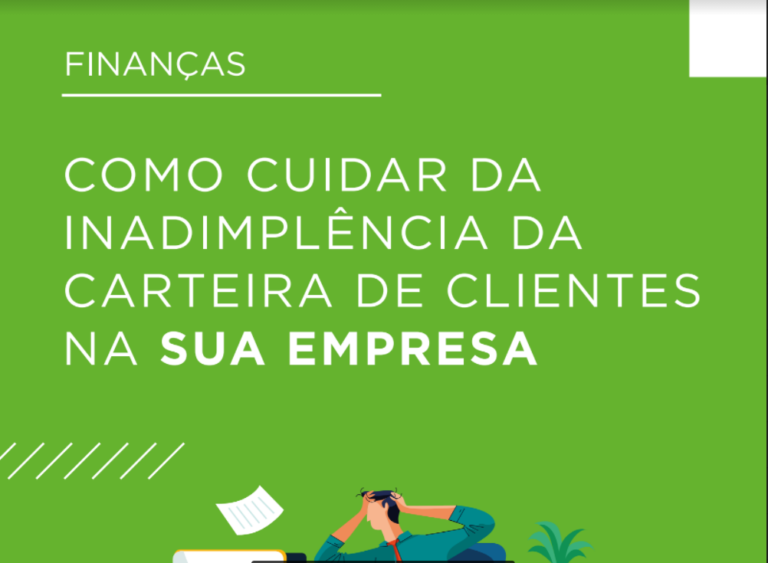 FINANÇAS
COMO CUIDAR DA
INADIMPLÊNCIA DA
CARTEIRA DE CLIENTES
NA SUA EMPRESA